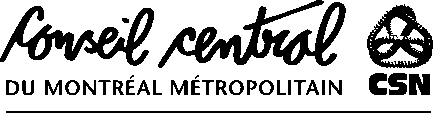 Conseil central
DU MONTRÉAL MÉTROPOLITAIN
CSN